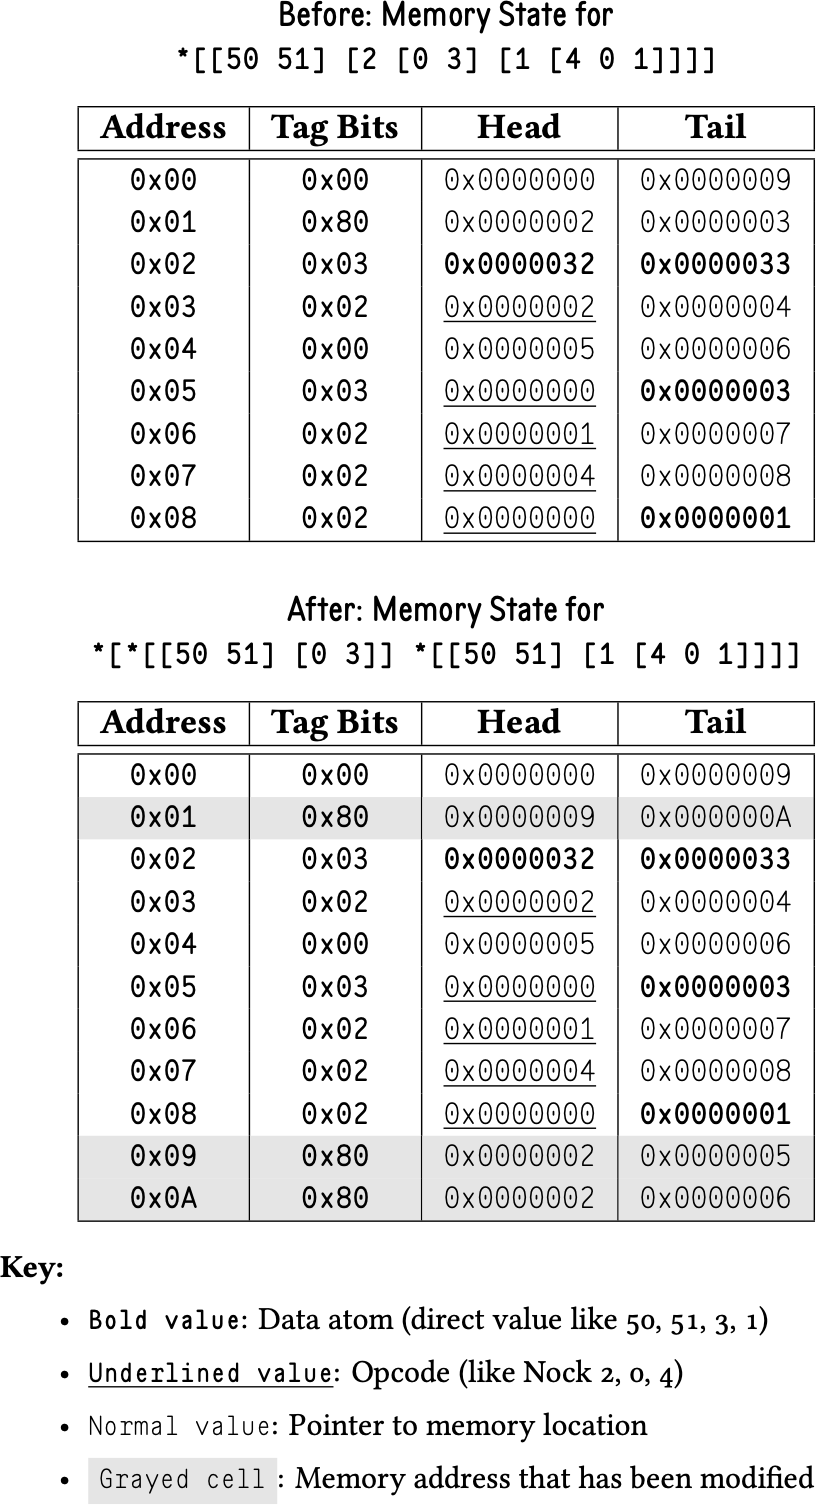 Before: Memory State for
*[[50 51] [2 [0 3] [1 [4 0 1]]]]
Address Tag Bits Head Tail
0x00 0x00 0x0000000 0x0000009
0x01 0x80 0x0000002 0x0000003
0x02 0x03 0x0000032 0x0000033
0x03 0x02 0x0000002 0x0000004
0x04 0x00 0x0000005 0x0000006
0x05 0x03 0x0000000 0x0000003
0x06 0x02 0x0000001 0x0000007
0x07 0x02 0x0000004 0x0000008
0x08 0x02 0x0000000 0x0000001
After: Memory State for
*[*[[50 51] [0 3]] *[[50 51] [1 [4 0 1]]]]
Address Tag Bits Head Tail
0x00 0x00 0x0000000 0x0000009
0x01 0x80 0x0000009 0x000000A
0x02 0x03 0x0000032 0x0000033
0x03 0x02 0x0000002 0x0000004
0x04 0x00 0x0000005 0x0000006
0x05 0x03 0x0000000 0x0000003
0x06 0x02 0x0000001 0x0000007
0x07 0x02 0x0000004 0x0000008
0x08 0x02 0x0000000 0x0000001
0x09 0x80 0x0000002 0x0000005
0x0A 0x80 0x0000002 0x0000006
Key:
• Bold value: Data atom (direct value like 50, 51, 3, 1)
• Underlined value: Opcode (like Nock 2, 0, 4)
• Normal value: Pointer to memory location
• Grayed cell: Memory address that has been modified